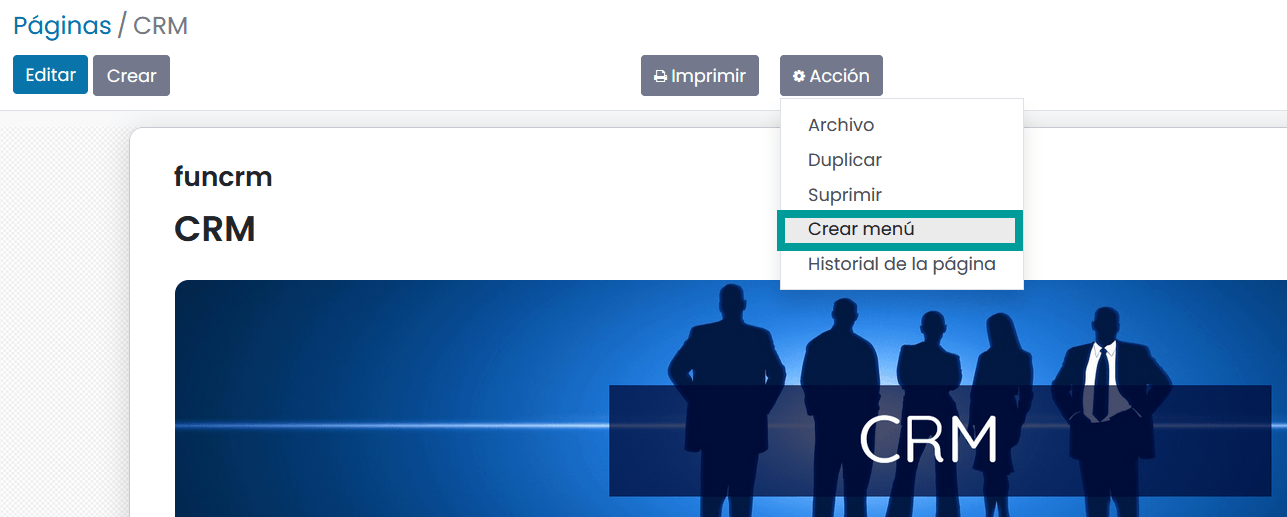 Páginas / CRM
Editar Crear Imprimir Acción
Archivo
Duplicar
Suprimir
Crear menú
Historial de la página
funcrm
CRM
CRM